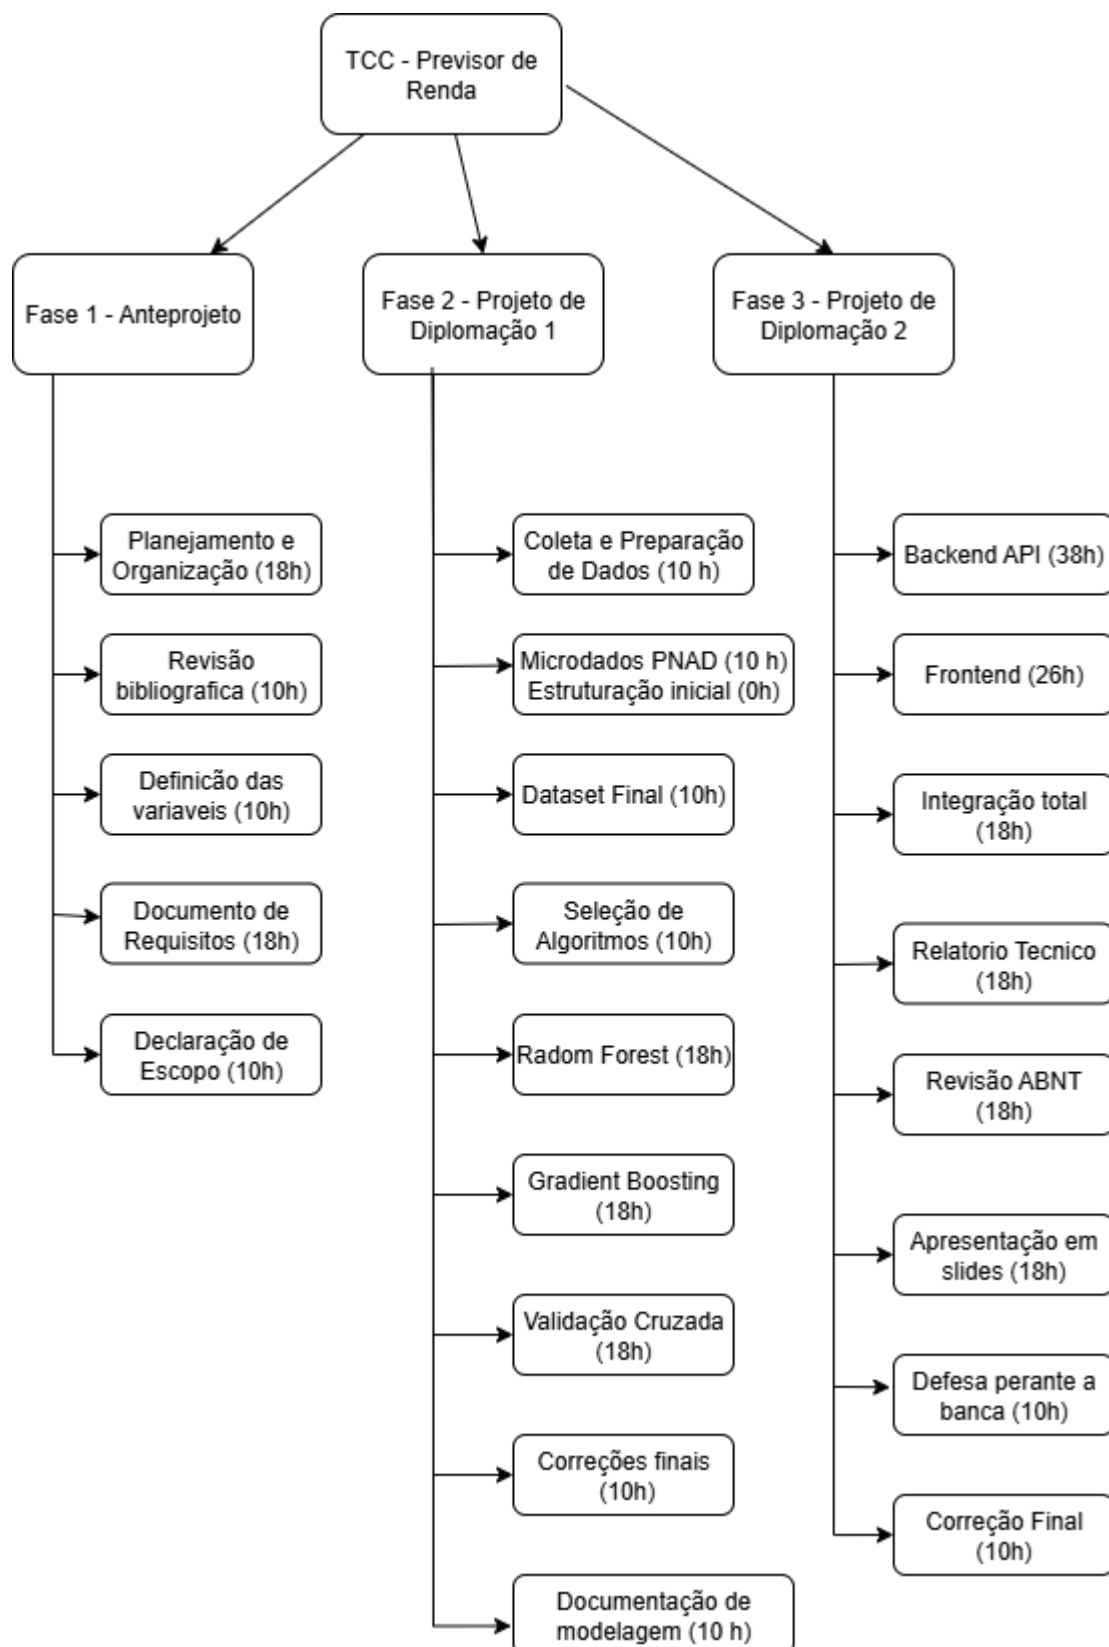 TCC - Previsor de
Renda
Fase 1 - Anteprojeto
Fase 2 - Projeto de
Diplomação 1
Fase 3 - Projeto de
Diplomação 2
Planejamento e
Organização (18h)
Revisão
bibliografica (10h)
Definicão das
variaveis (10h)
Documento de
Requisitos (18h)
Declaração de
Escopo (10h)
Coleta e Preparação
de Dados (10 h)
Microdados PNAD (10 h)
Estruturação inicial (0h)
Dataset Final (10h)
Seleção de
Algoritmos (10h)
Radom Forest (18h)
Gradient Boosting
(18h)
Validação Cruzada
(18h)
Correções finais
(10h)
Documentação de
modelagem (10 h)
Backend API (38h)
Frontend (26h)
Integração total
(18h)
Relatorio Tecnico
(18h)
Revisão ABNT
(18h)
Apresentação em
slides (18h)
Defesa perante a
banca (10h)
Correção Final
(10h)